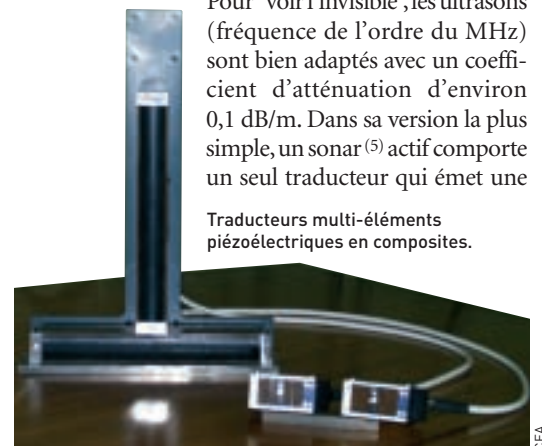 Pour "voir l'invisible", les ultrasons
(fréquence de l'ordre du MHz)
sont bien adaptés avec un coeffi-
cient d'atténuation d'environ
0,1 dB/m. Dans sa version la plus
simple, un sonar (5) actif comporte
un seul traducteur qui émet une
Traducteurs multi-éléments
piézoélectriques en composites.
CEA